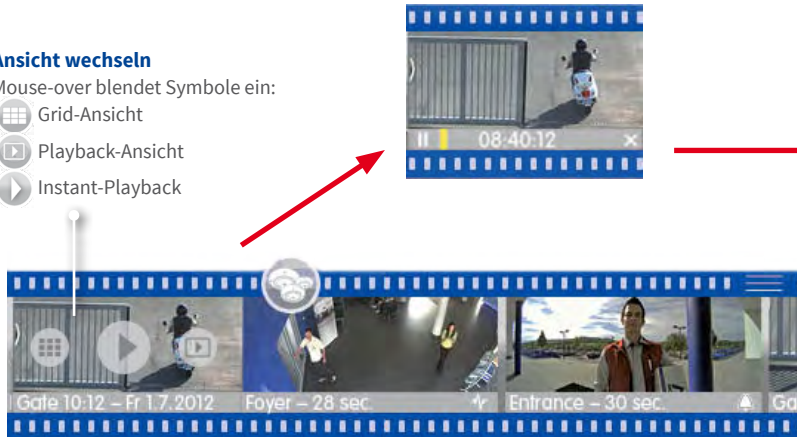 Ansicht wechseln
Mouse-over blendet Symbole ein:
Grid-Ansicht
Playback-Ansicht
Instant-Playback
08:40:12
Gate 10:12 – Fr 1.7.2012
Foyer – 28 sec.
Entrance – 30 sec.
Ga